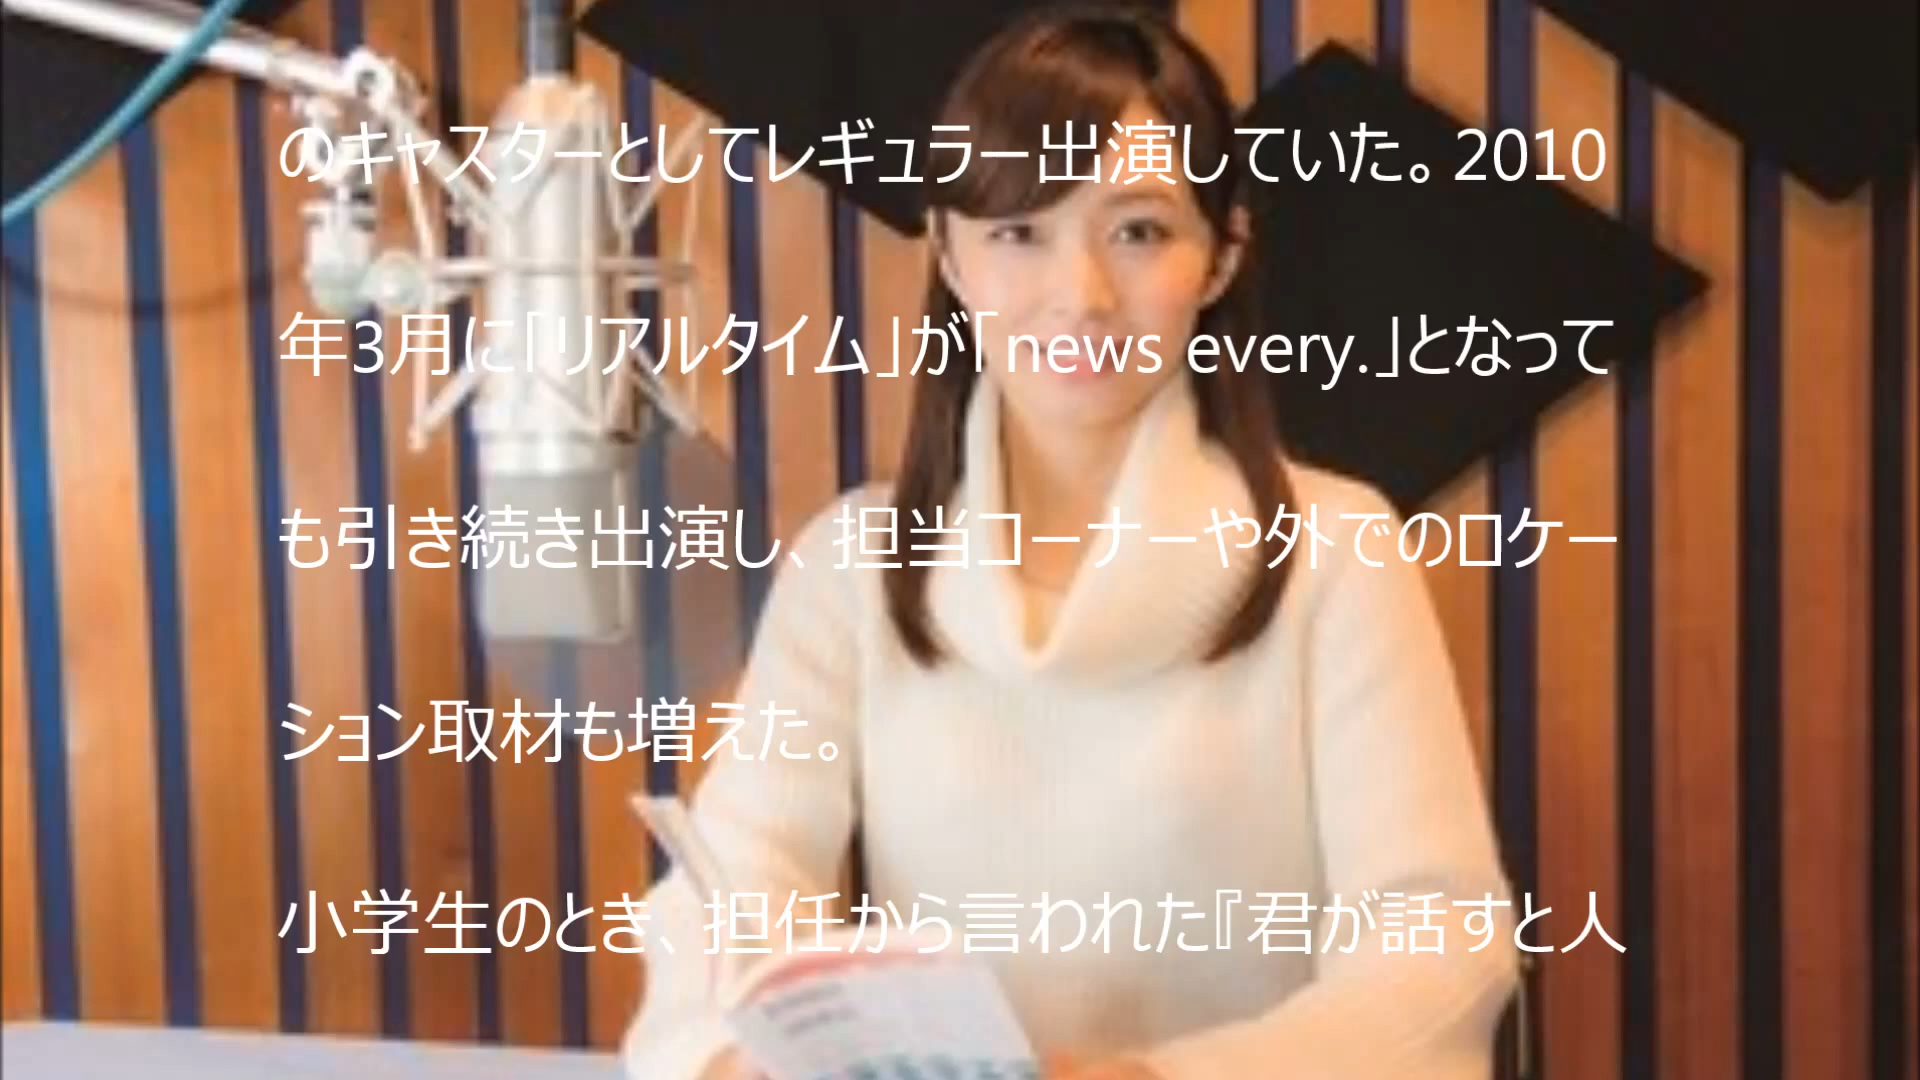 のキャスターとしてレギュラー出演していた。2010
年3月に「リアルタイム」が「news every.」となって
も引き続き出演し、担当コーナーや外でのロケー
ション取材も増えた。
小学生のとき、担任から言われた『君が話すと人